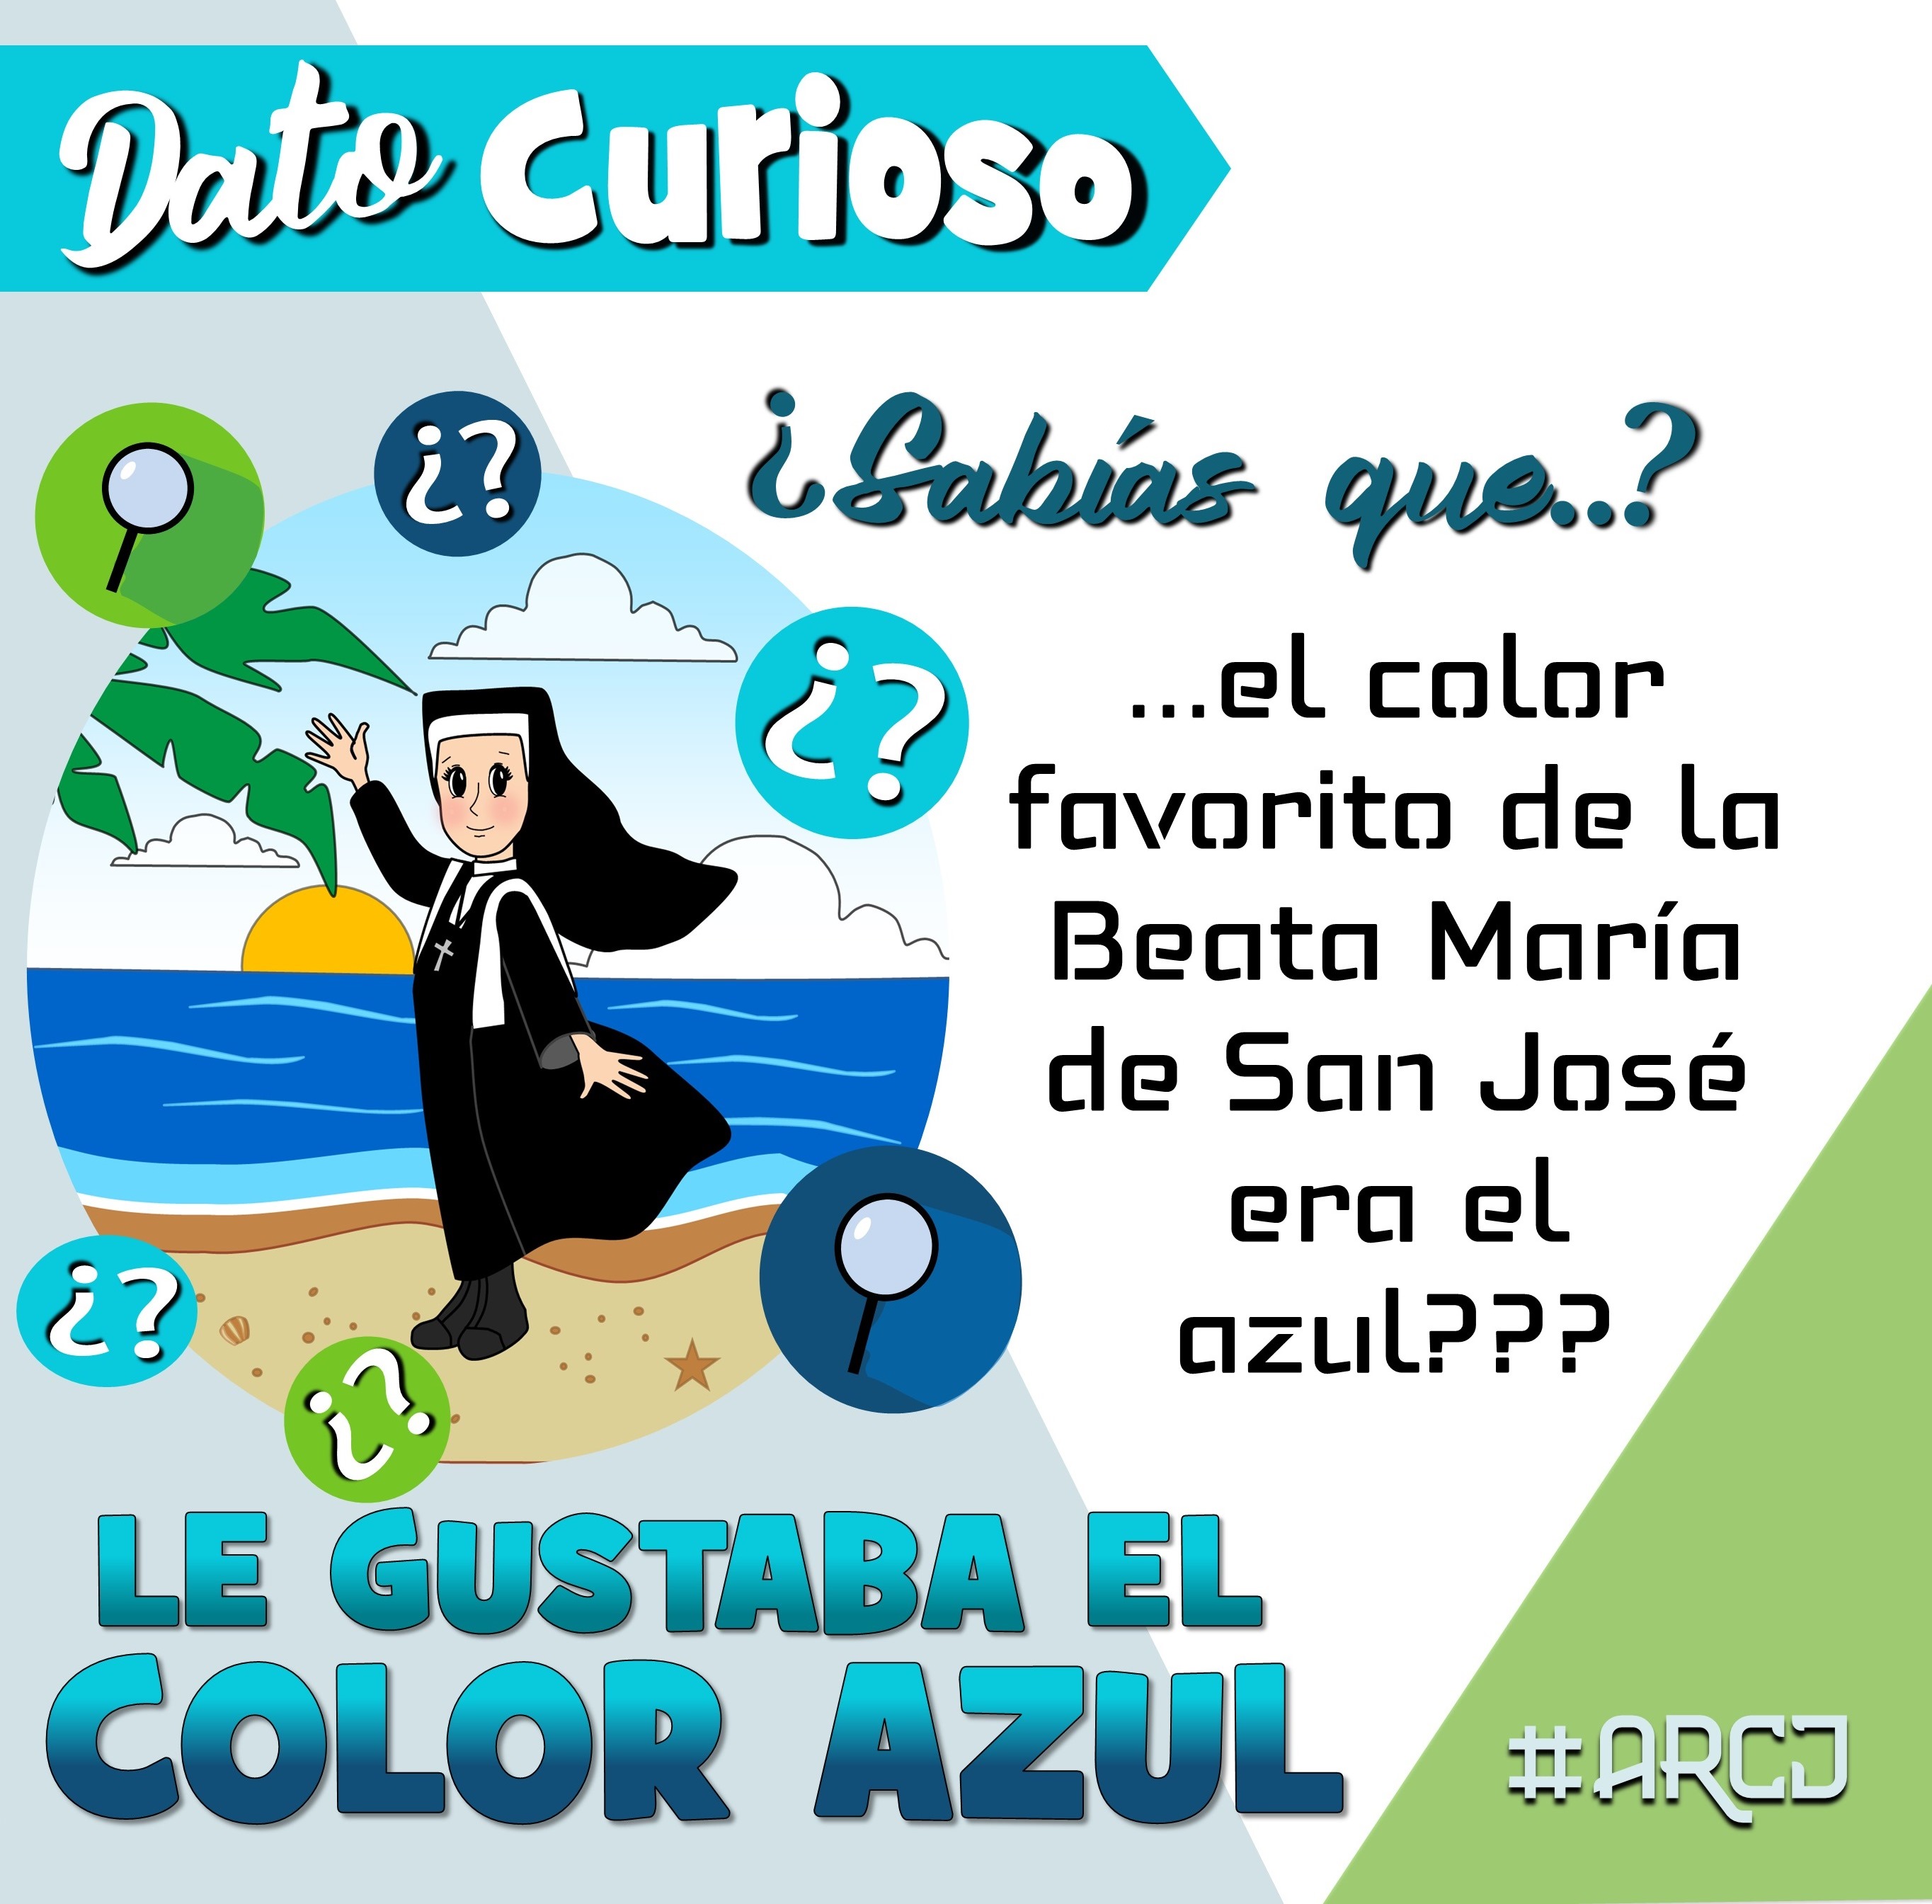 Dato Curioso
¿?
¿Sabías que...?
¿?
...el color
favorito de la
Beata María
de San José
era el
azul???
¿?
¿?
LE GUSTABA EL
COLOR AZUL
#ARCJ